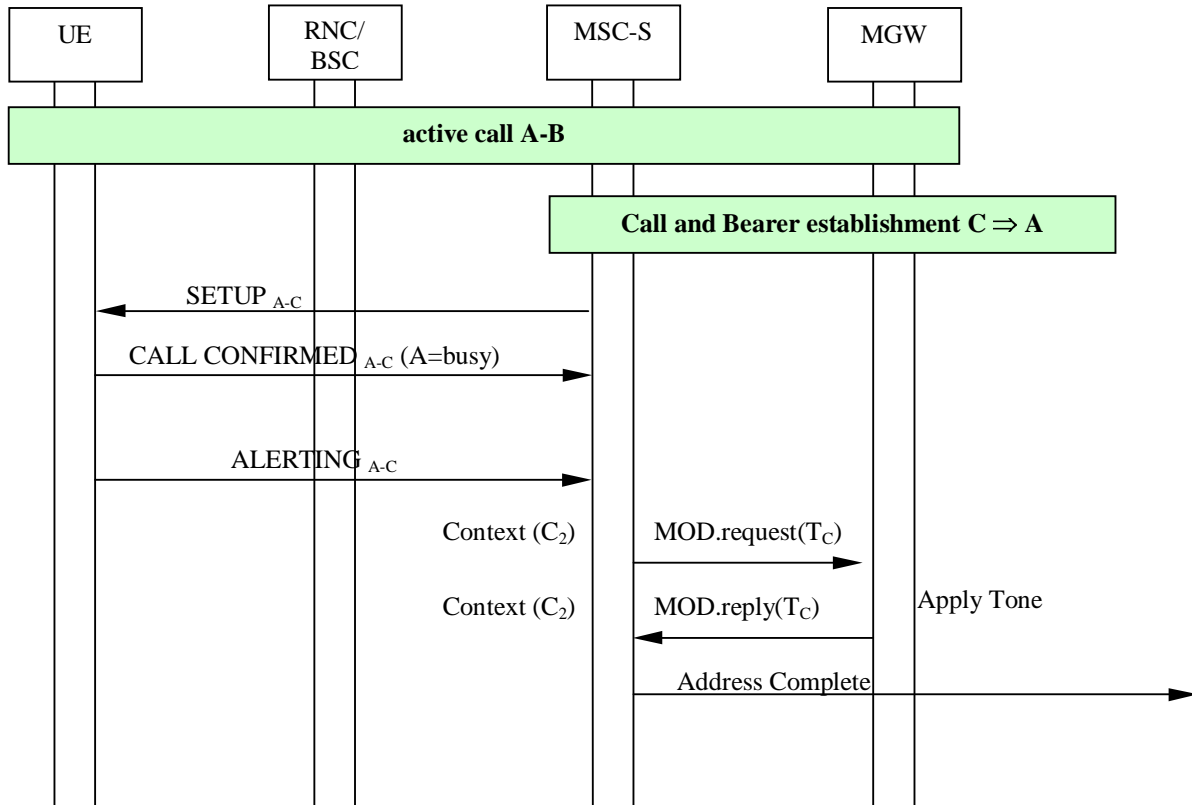 UE
RNC/
BSC
MSC-S
MGW
active call A-B
Call and Bearer establishment C ⇒ A
SETUP A-C
CALL CONFIRMED A-C (A=busy)
ALERTING A-C
Context (C2)
MOD.request(TC)
Context (C2)
MOD.reply(TC)
Apply Tone
Address Complete